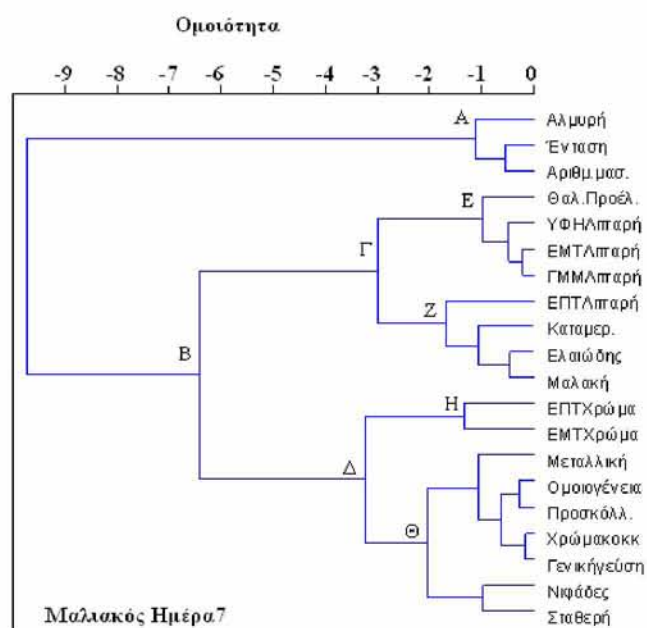 Ομοιότητα
-9 -8 -7 -6 -5 -4 -3 -2 -1 0
Α
Αλμυρή
Ένταση
Αριθμ.μασ.
Ε
Θαλ.Προέλ.
ΥΦΗΛιπαρή
ΕΜΤΛιπαρή
ΓΜΜΛιπαρή
Γ
Ζ
ΕΠΤΛιπαρή
Καταμερ.
Ελαιώδης
Μαλακή
Β
Η
ΕΠΤΧρώμα
ΕΜΤΧρώμα
Δ
Μεταλλική
Ομοιογένεια
Προσκόλλ.
Θ
Χρώμακοκκ
Γενικήγεύση
Νιφάδες
Σταθερή
Μαλιακός Ημέρα7